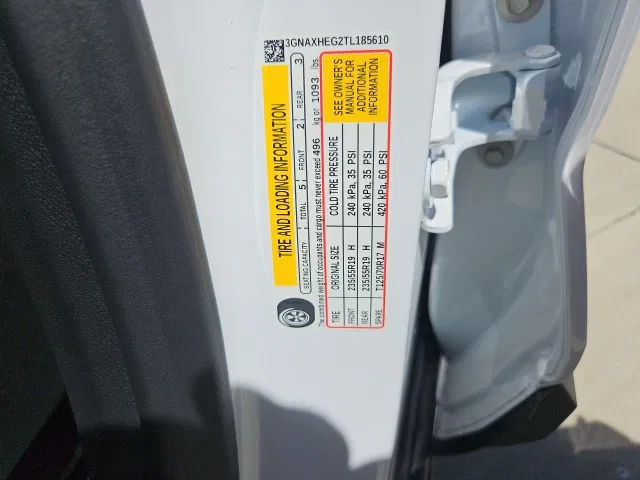 3GNAXHEG2TL185610
TIRE AND LOADING INFORMATION
SEATING CAPACITY TOTAL 5 FRONT 2 REAR 3
The combined weight of occupants and cargo must never exceed 496 kg or 1093 lbs.
TIRE ORIGINAL SIZE COLD TIRE PRESSURE
FRONT 235/55R19 H 240 kPa, 35 PSI
REAR 235/55R19 H 240 kPa, 35 PSI
SPARE T125/70R17 M 420 kPa, 60 PSI
SEE OWNER'S
MANUAL FOR
ADDITIONAL
INFORMATION